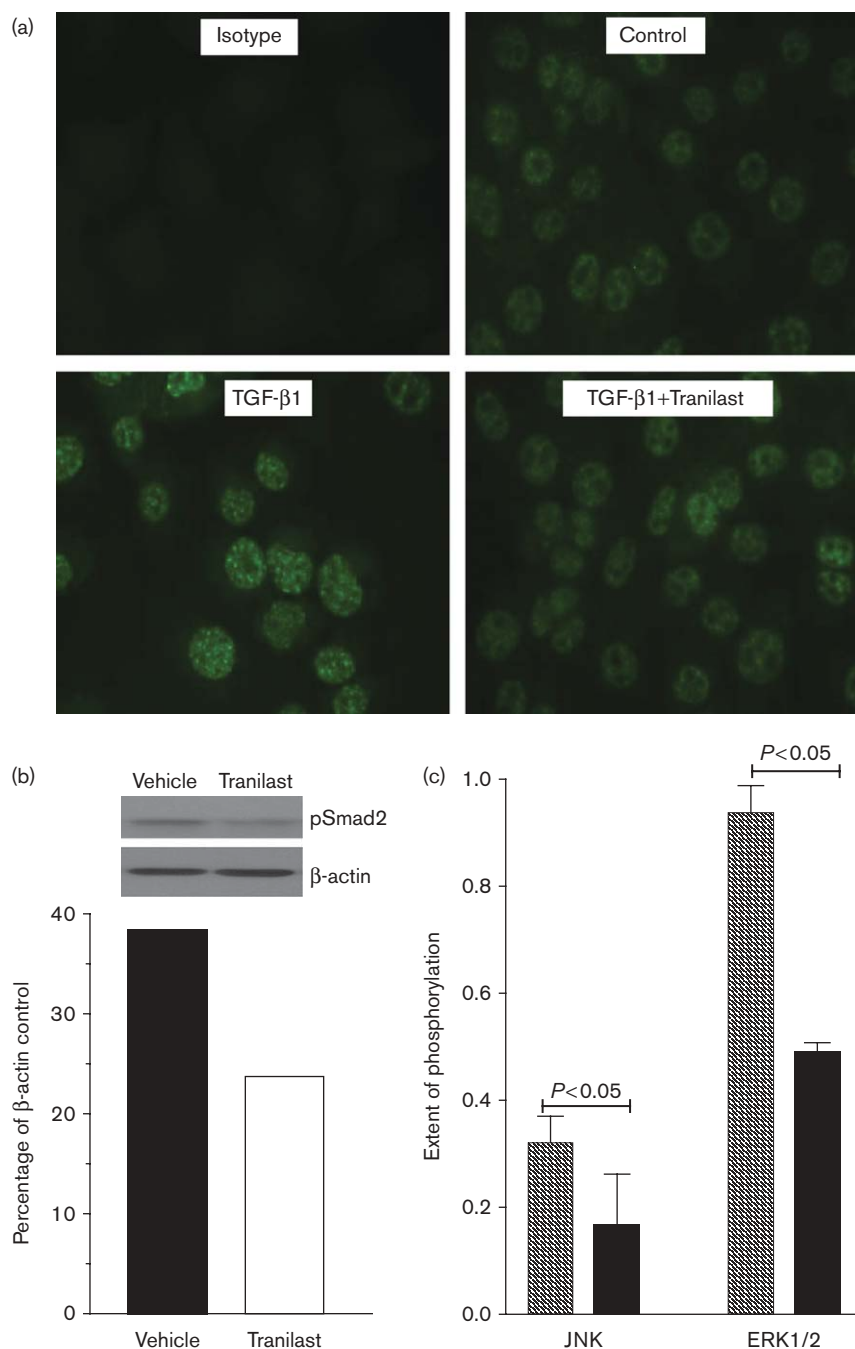 (a)
Isotype
Control
TGF-β1
TGF-β1+Tranilast
(b)
Vehicle Tranilast
pSmad2
β-actin
Percentage of β-actin control
40
30
20
10
0
Vehicle Tranilast
(c)
Extent of phosphorylation
1.0
0.8
0.6
0.4
0.2
0.0
P<0.05
P<0.05
JNK ERK1/2